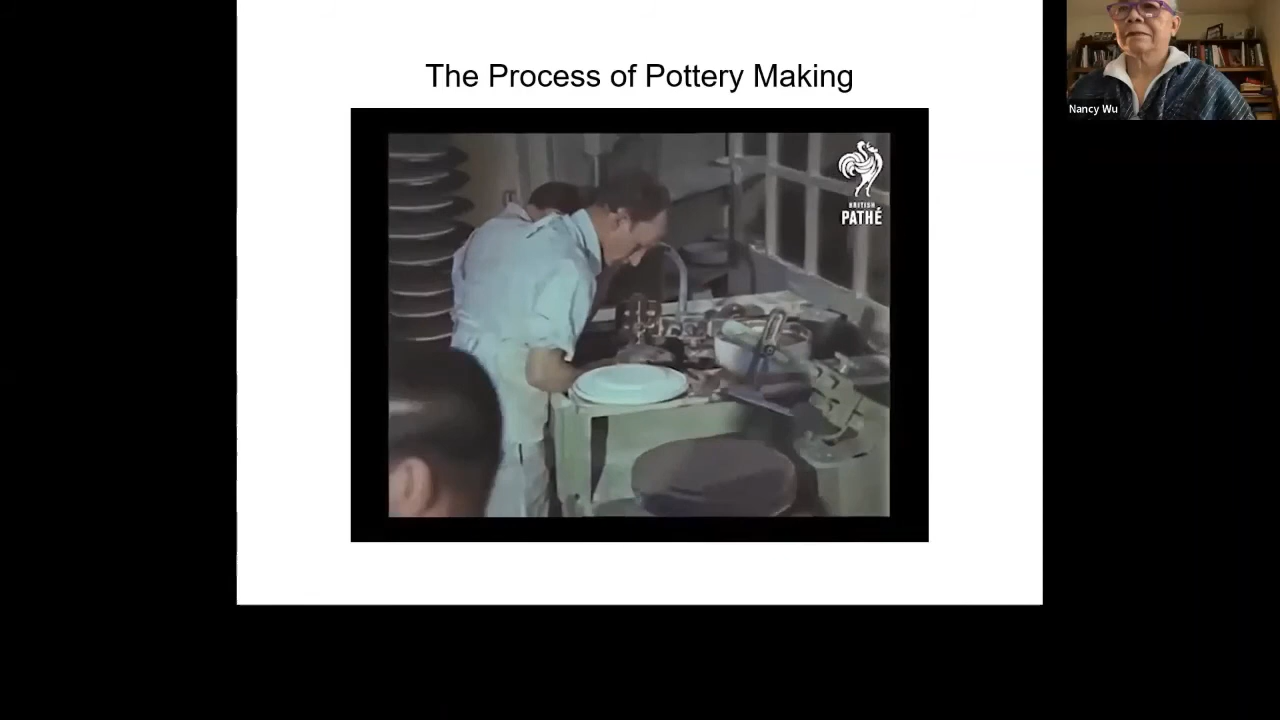 The Process of Pottery Making
BRITISH
PATHÉ
Nancy Wu